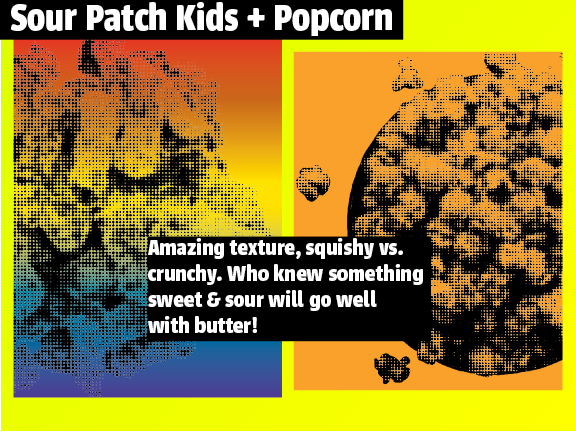 Sour Patch Kids + Popcorn
Amazing texture, squishy vs.
crunchy. Who knew something
sweet & sour will go well
with butter!